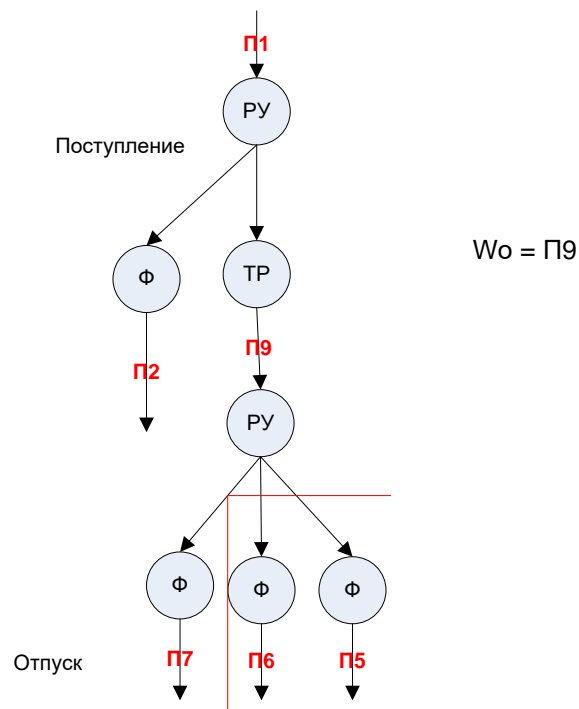 П1
РУ
Поступление
Wo = П9
Ф
ТР
П9
П2
РУ
Ф
Ф
Ф
Отпуск
П7
П6
П5